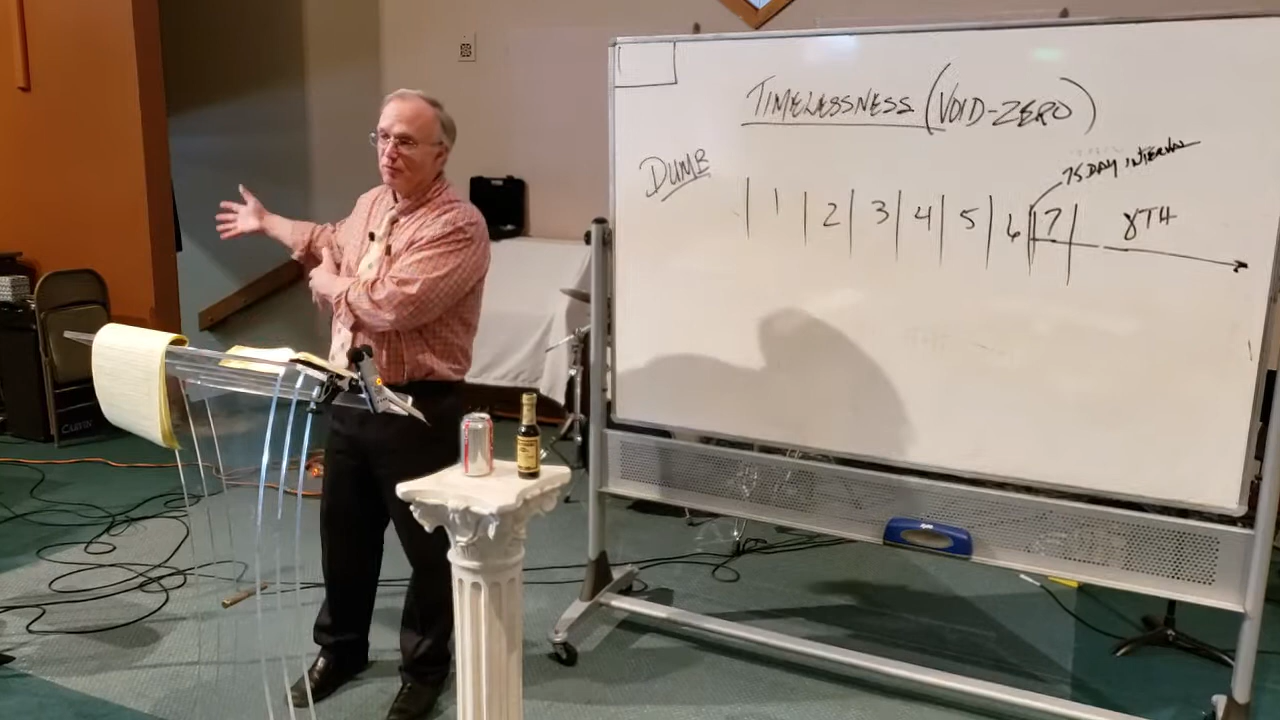 TIMELESSNESS (VOID-ZERO)
DUMB
75 DAY INTERVAL
1 2 3 4 5 6 7 8TH